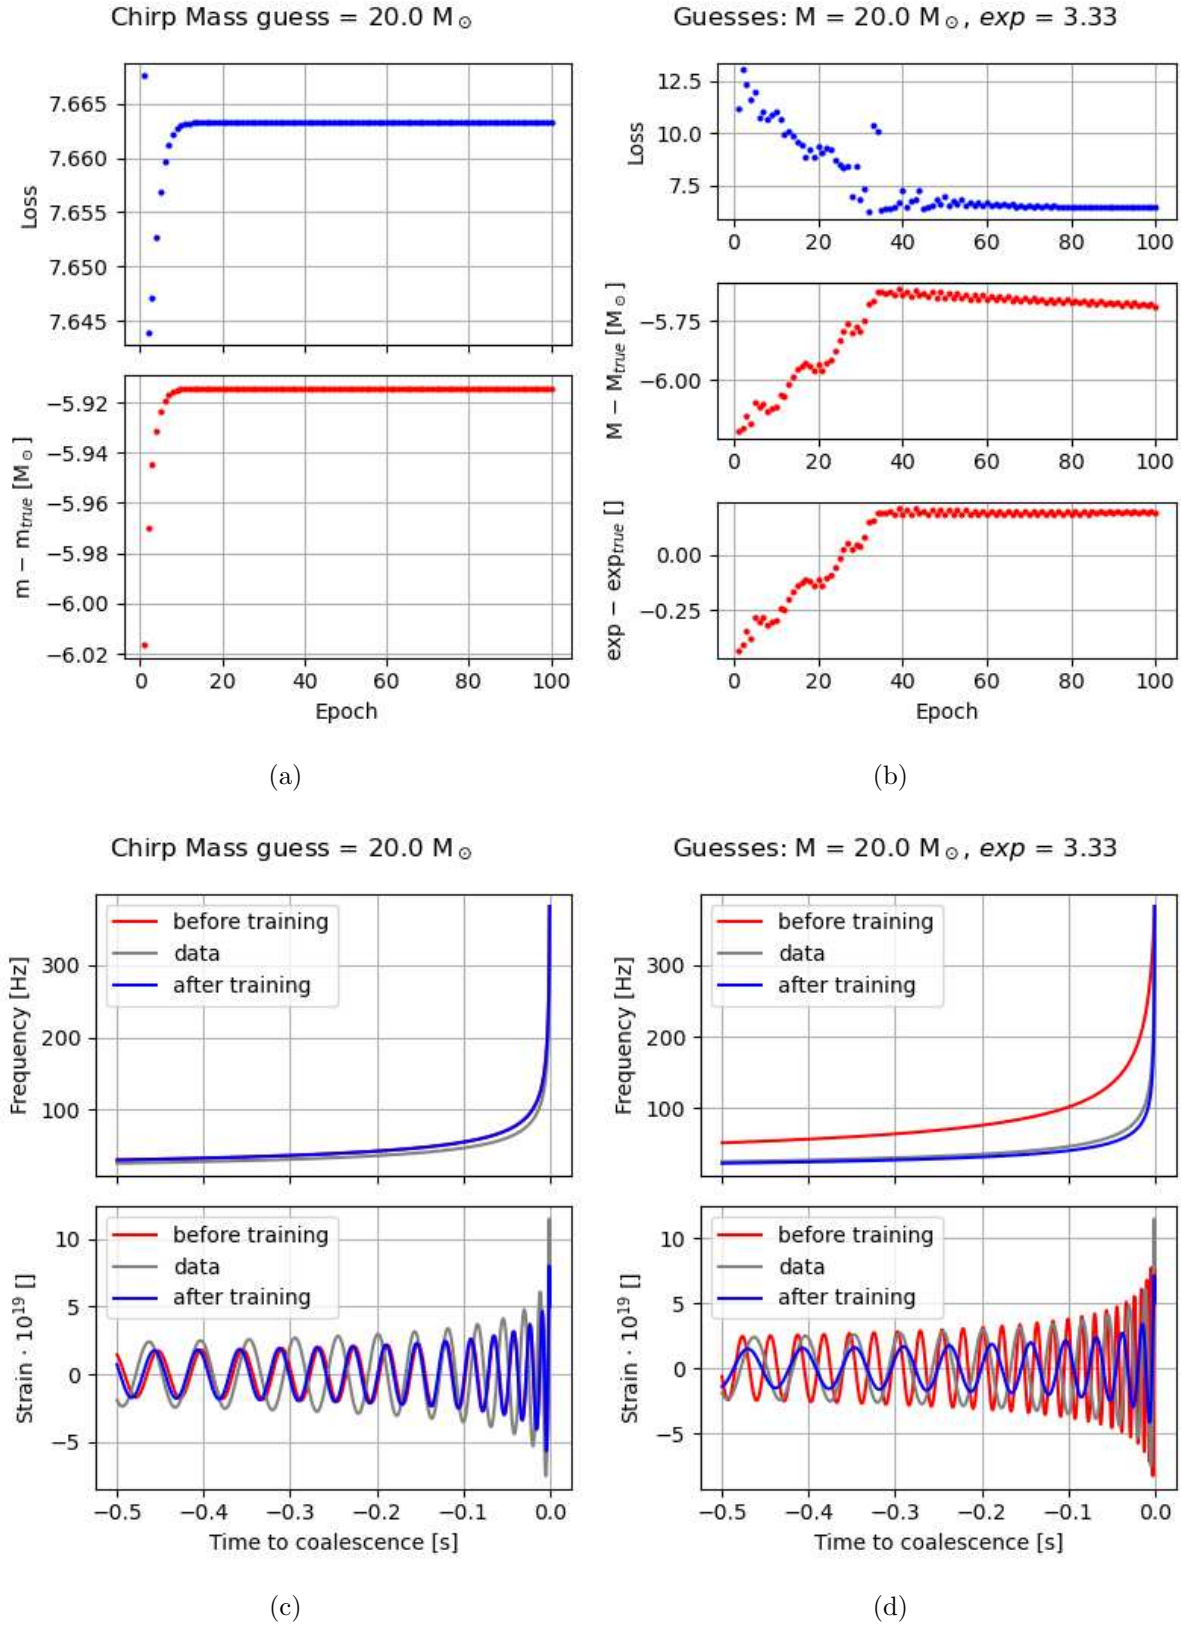 Chirp Mass guess = 20.0 M⊙
Loss
7.665
7.660
7.655
7.650
7.645
m − m_true [M⊙]
−5.92
−5.94
−5.96
−5.98
−6.00
−6.02
0 20 40 60 80 100
Epoch
(a)
Guesses: M = 20.0 M⊙, exp = 3.33
Loss
12.5
10.0
7.5
0 20 40 60 80 100
M − M_true [M⊙]
−5.75
−6.00
0 20 40 60 80 100
exp − exp_true []
0.00
−0.25
0 20 40 60 80 100
Epoch
(b)
Chirp Mass guess = 20.0 M⊙
Frequency [Hz]
300
200
100
before training
data
after training
Strain · 10^19 []
10
5
0
−5
before training
data
after training
−0.5 −0.4 −0.3 −0.2 −0.1 0.0
Time to coalescence [s]
(c)
Guesses: M = 20.0 M⊙, exp = 3.33
Frequency [Hz]
300
200
100
before training
data
after training
Strain · 10^19 []
10
5
0
−5
before training
data
after training
−0.5 −0.4 −0.3 −0.2 −0.1 0.0
Time to coalescence [s]
(d)